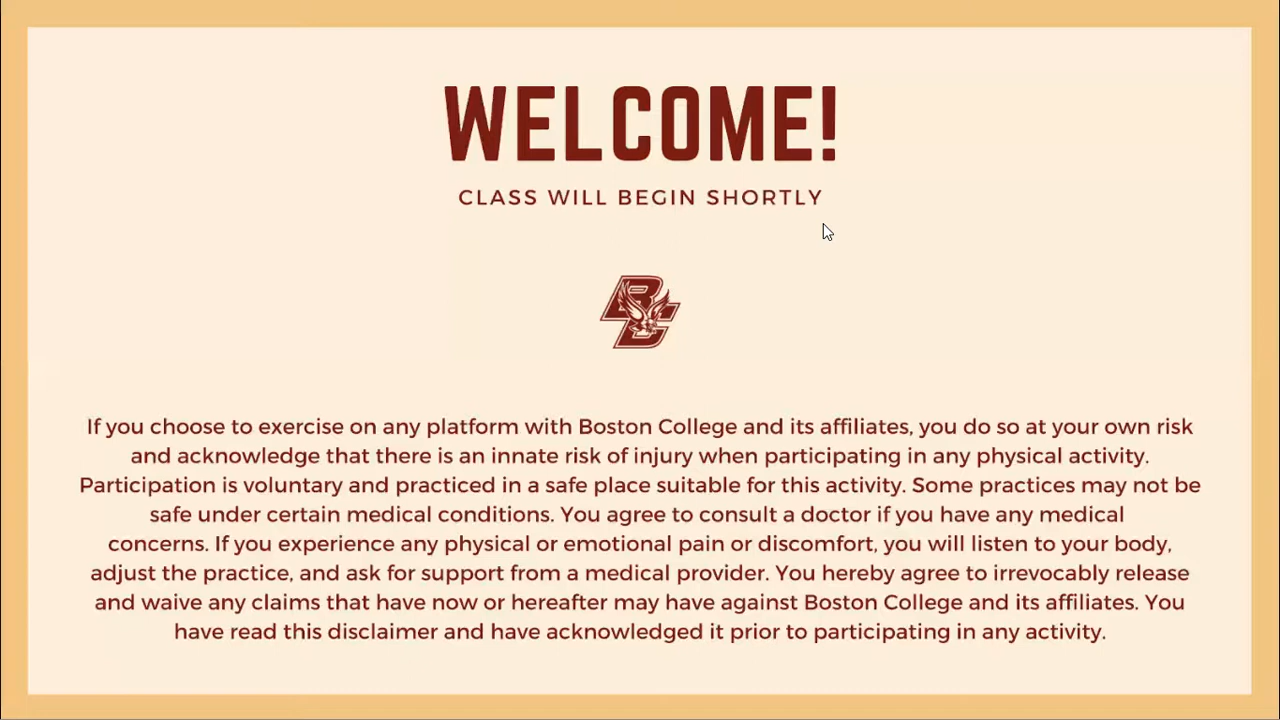 WELCOME!
CLASS WILL BEGIN SHORTLY
BC
If you choose to exercise on any platform with Boston College and its affiliates, you do so at your own risk
and acknowledge that there is an innate risk of injury when participating in any physical activity.
Participation is voluntary and practiced in a safe place suitable for this activity. Some practices may not be
safe under certain medical conditions. You agree to consult a doctor if you have any medical
concerns. If you experience any physical or emotional pain or discomfort, you will listen to your body,
adjust the practice, and ask for support from a medical provider. You hereby agree to irrevocably release
and waive any claims that have now or hereafter may have against Boston College and its affiliates. You
have read this disclaimer and have acknowledged it prior to participating in any activity.